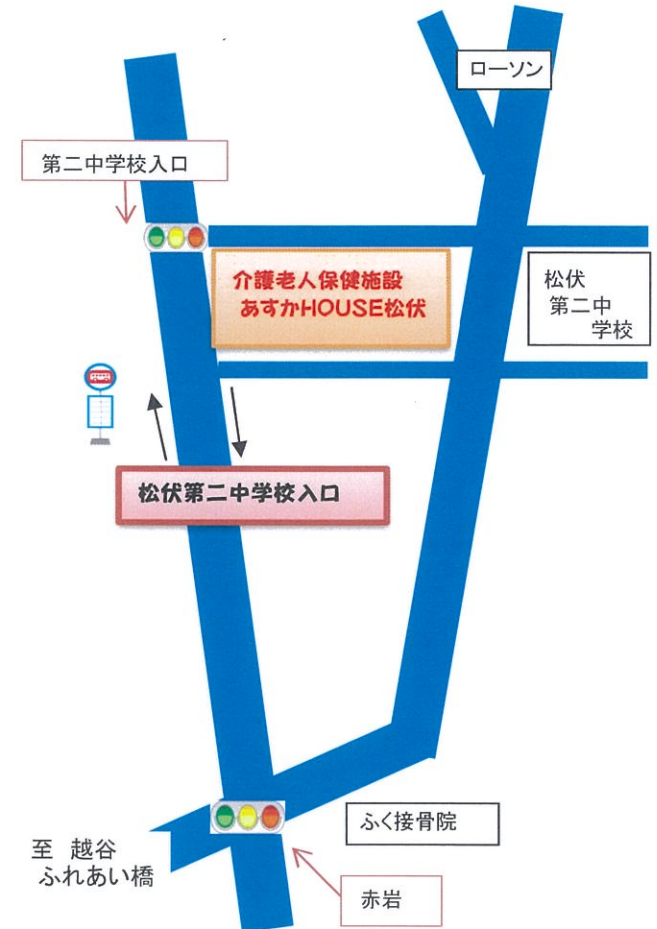 ローソン
第二中学校入口
介護老人保健施設
あすかHOUSE松伏
松伏
第二中
学校
松伏第二中学校入口
ふく接骨院
至 越谷
ふれあい橋
赤岩